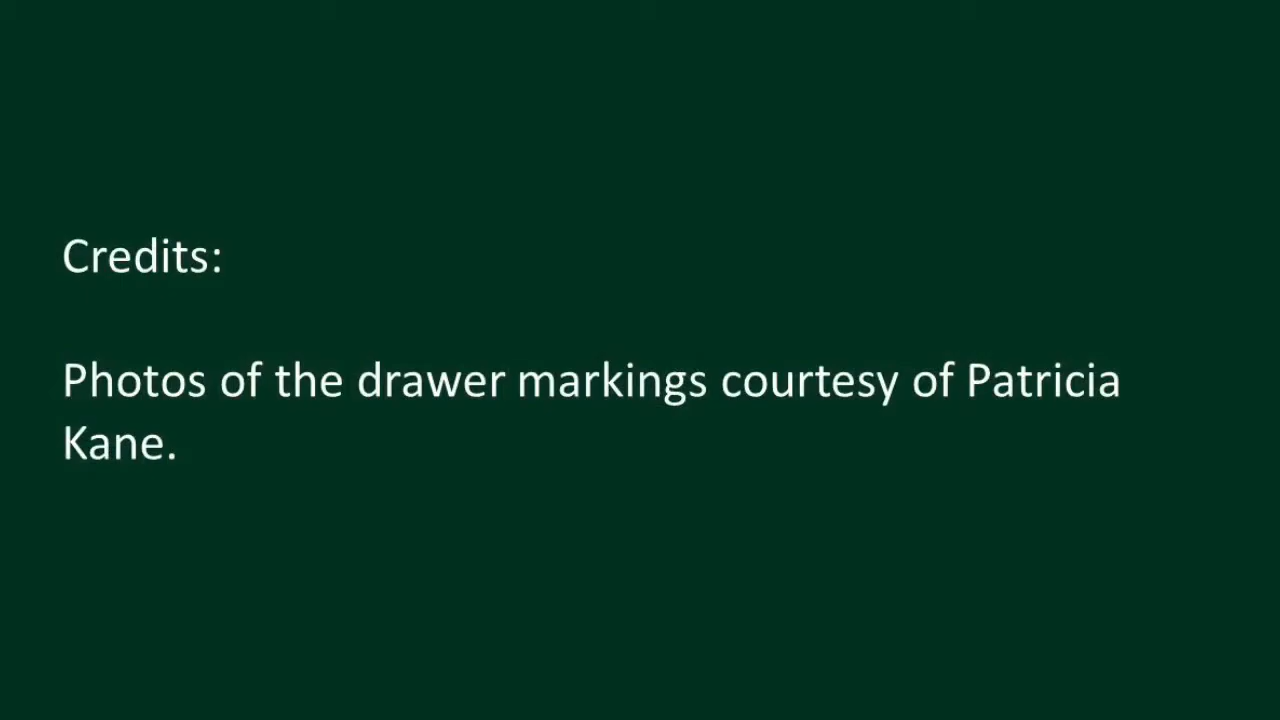 Credits:
Photos of the drawer markings courtesy of Patricia
Kane.